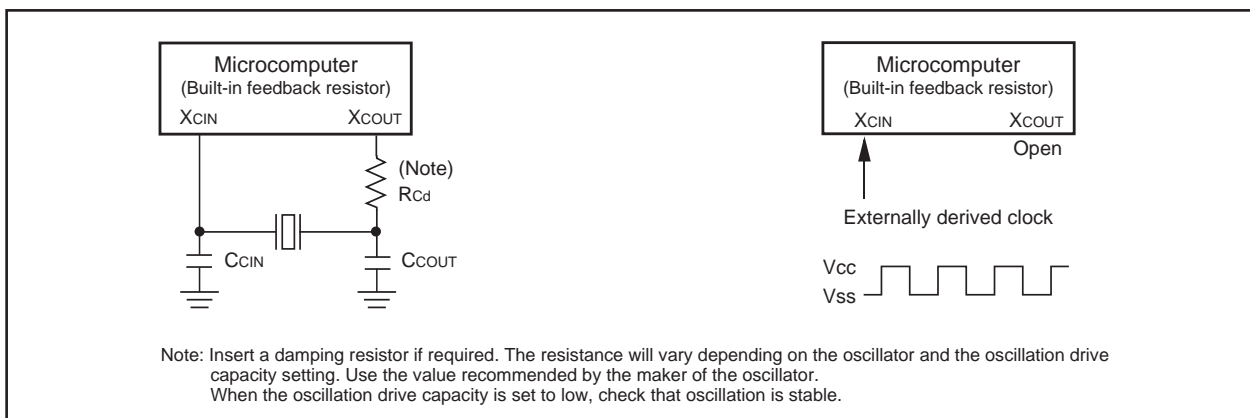 Microcomputer
(Built-in feedback resistor)
XCIN XCOUT
(Note)
RCd
CCIN CCOUT
Microcomputer
(Built-in feedback resistor)
XCIN XCOUT
Open
Externally derived clock
Vcc
Vss
Note: Insert a damping resistor if required. The resistance will vary depending on the oscillator and the oscillation drive
capacity setting. Use the value recommended by the maker of the oscillator.
When the oscillation drive capacity is set to low, check that oscillation is stable.